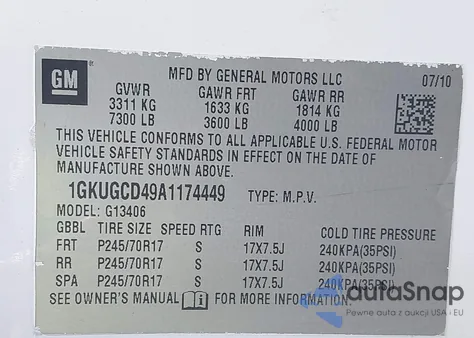 GM
MFD BY GENERAL MOTORS LLC 07/10
GVWR GAWR FRT GAWR RR
3311 KG 1633 KG 1814 KG
7300 LB 3600 LB 4000 LB
THIS VEHICLE CONFORMS TO ALL APPLICABLE U.S. FEDERAL MOTOR
VEHICLE SAFETY STANDARDS IN EFFECT ON THE DATE OF
MANUFACTURE SHOWN ABOVE.
1GKUGCD49A1174449 TYPE: M.P.V.
MODEL: G13406
GBBL TIRE SIZE SPEED RTG RIM COLD TIRE PRESSURE
FRT P245/70R17 S 17X7.5J 240KPA(35PSI)
RR P245/70R17 S 17X7.5J 240KPA(35PSI)
SPA P245/70R17 S 17X7.5J 240KPA(35PSI)
SEE OWNER'S MANUAL i FOR MORE INFORMATION.
autoSnap
Pewne auta z aukcji USA i EU